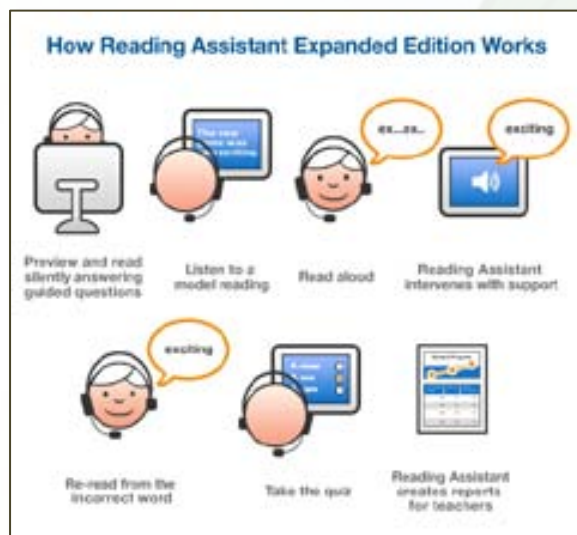 How Reading Assistant Expanded Edition Works
ex...ex..
exciting
Preview and read
silently answering
guided questions
Listen to a
model reading
Read aloud
Reading Assistant
intervenes with support
exciting
Re-read from the
incorrect word
Take the quiz
Reading Assistant
creates reports
for teachers